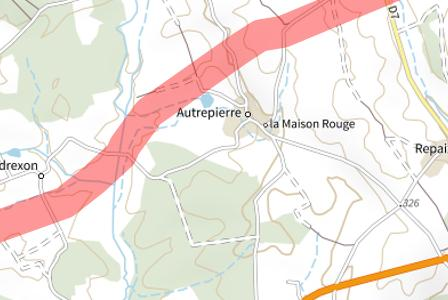 D7
Autrepierre
la Maison Rouge
drexon
Repai
326